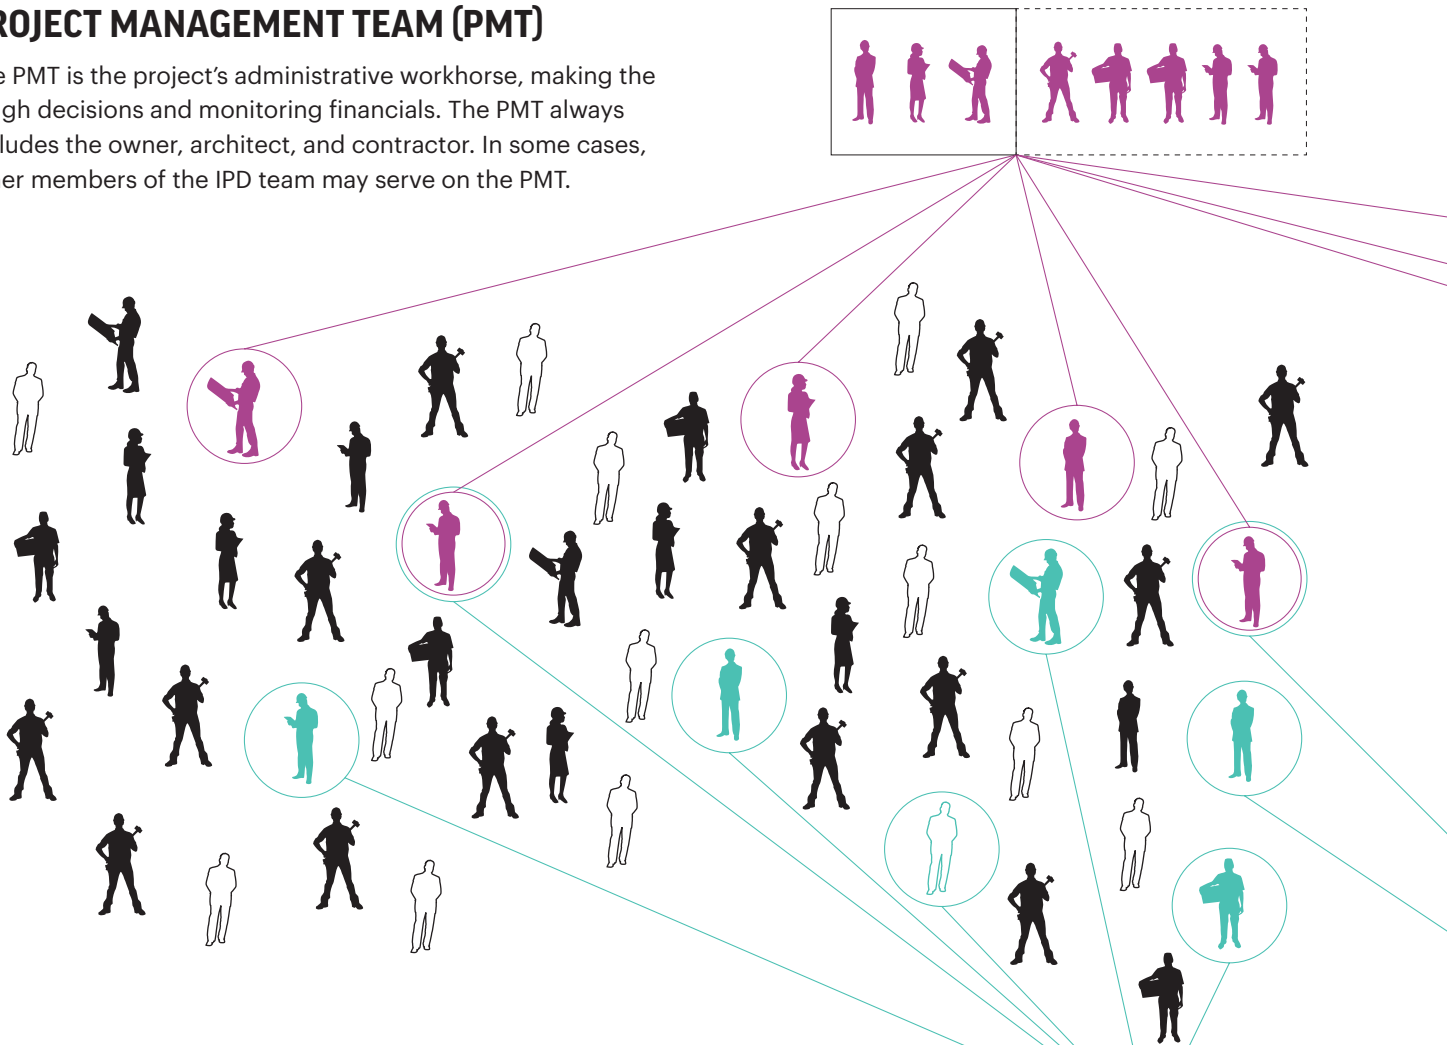 ROJECT MANAGEMENT TEAM (PMT)
e PMT is the project's administrative workhorse, making the
gh decisions and monitoring financials. The PMT always
ludes the owner, architect, and contractor. In some cases,
er members of the IPD team may serve on the PMT.